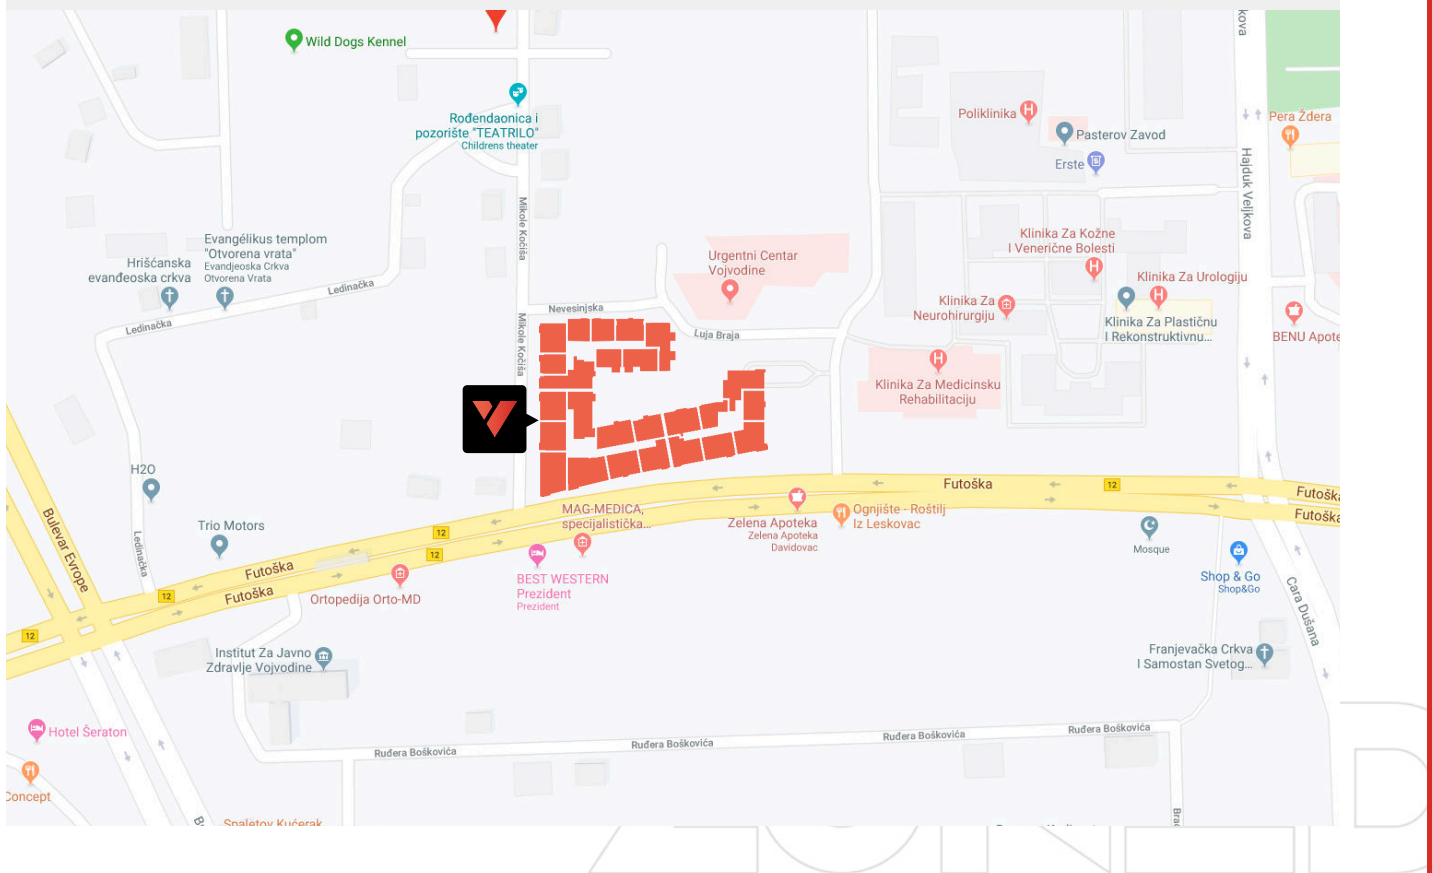 kova
Wild Dogs Kennel
Rođendaonica i
pozorište "TEATRILO"
Childrens theater
Poliklinika
Pasterov Zavod
Erste
Pera Ždera
Hajduk Veljkova
Mikole Kočiša
Evangélikus templom
"Otvorena vrata"
Evandjeoska Crkva
Otvorena Vrata
Hrišćanska
evanđeoska crkva
Ledinačka
Ledinačka
Urgentni Centar
Vojvodine
Klinika Za Kožne
I Venerične Bolesti
Klinika Za Urologiju
Klinika Za
Neurohirurgiju
Klinika Za Plastičnu
I Rekonstruktivnu...
BENU Apote
Nevesinjska
Luja Braja
Mikole Kočiša
Klinika Za Medicinsku
Rehabilitaciju
H2O
Futoška
12
Futoška
Futoška
Bulevar Evrope
Ledinačka
Trio Motors
MAG-MEDICA,
specijalistička...
Zelena Apoteka
Zelena Apoteka
Davidovac
Ognjište - Roštilj
Iz Leskovac
Mosque
12
12
Futoška
Futoška
12
12
BEST WESTERN
Prezident
Prezident
Ortopedija Orto-MD
Shop & Go
Shop&Go
Cara Dušana
Institut Za Javno
Zdravlje Vojvodine
Franjevačka Crkva
I Samostan Svetog...
Hotel Šeraton
Ruđera Boškovića
Ruđera Boškovića
Ruđera Boškovića
Ruđera Boškovića
Concept
Spaletov Kućerak
Brac